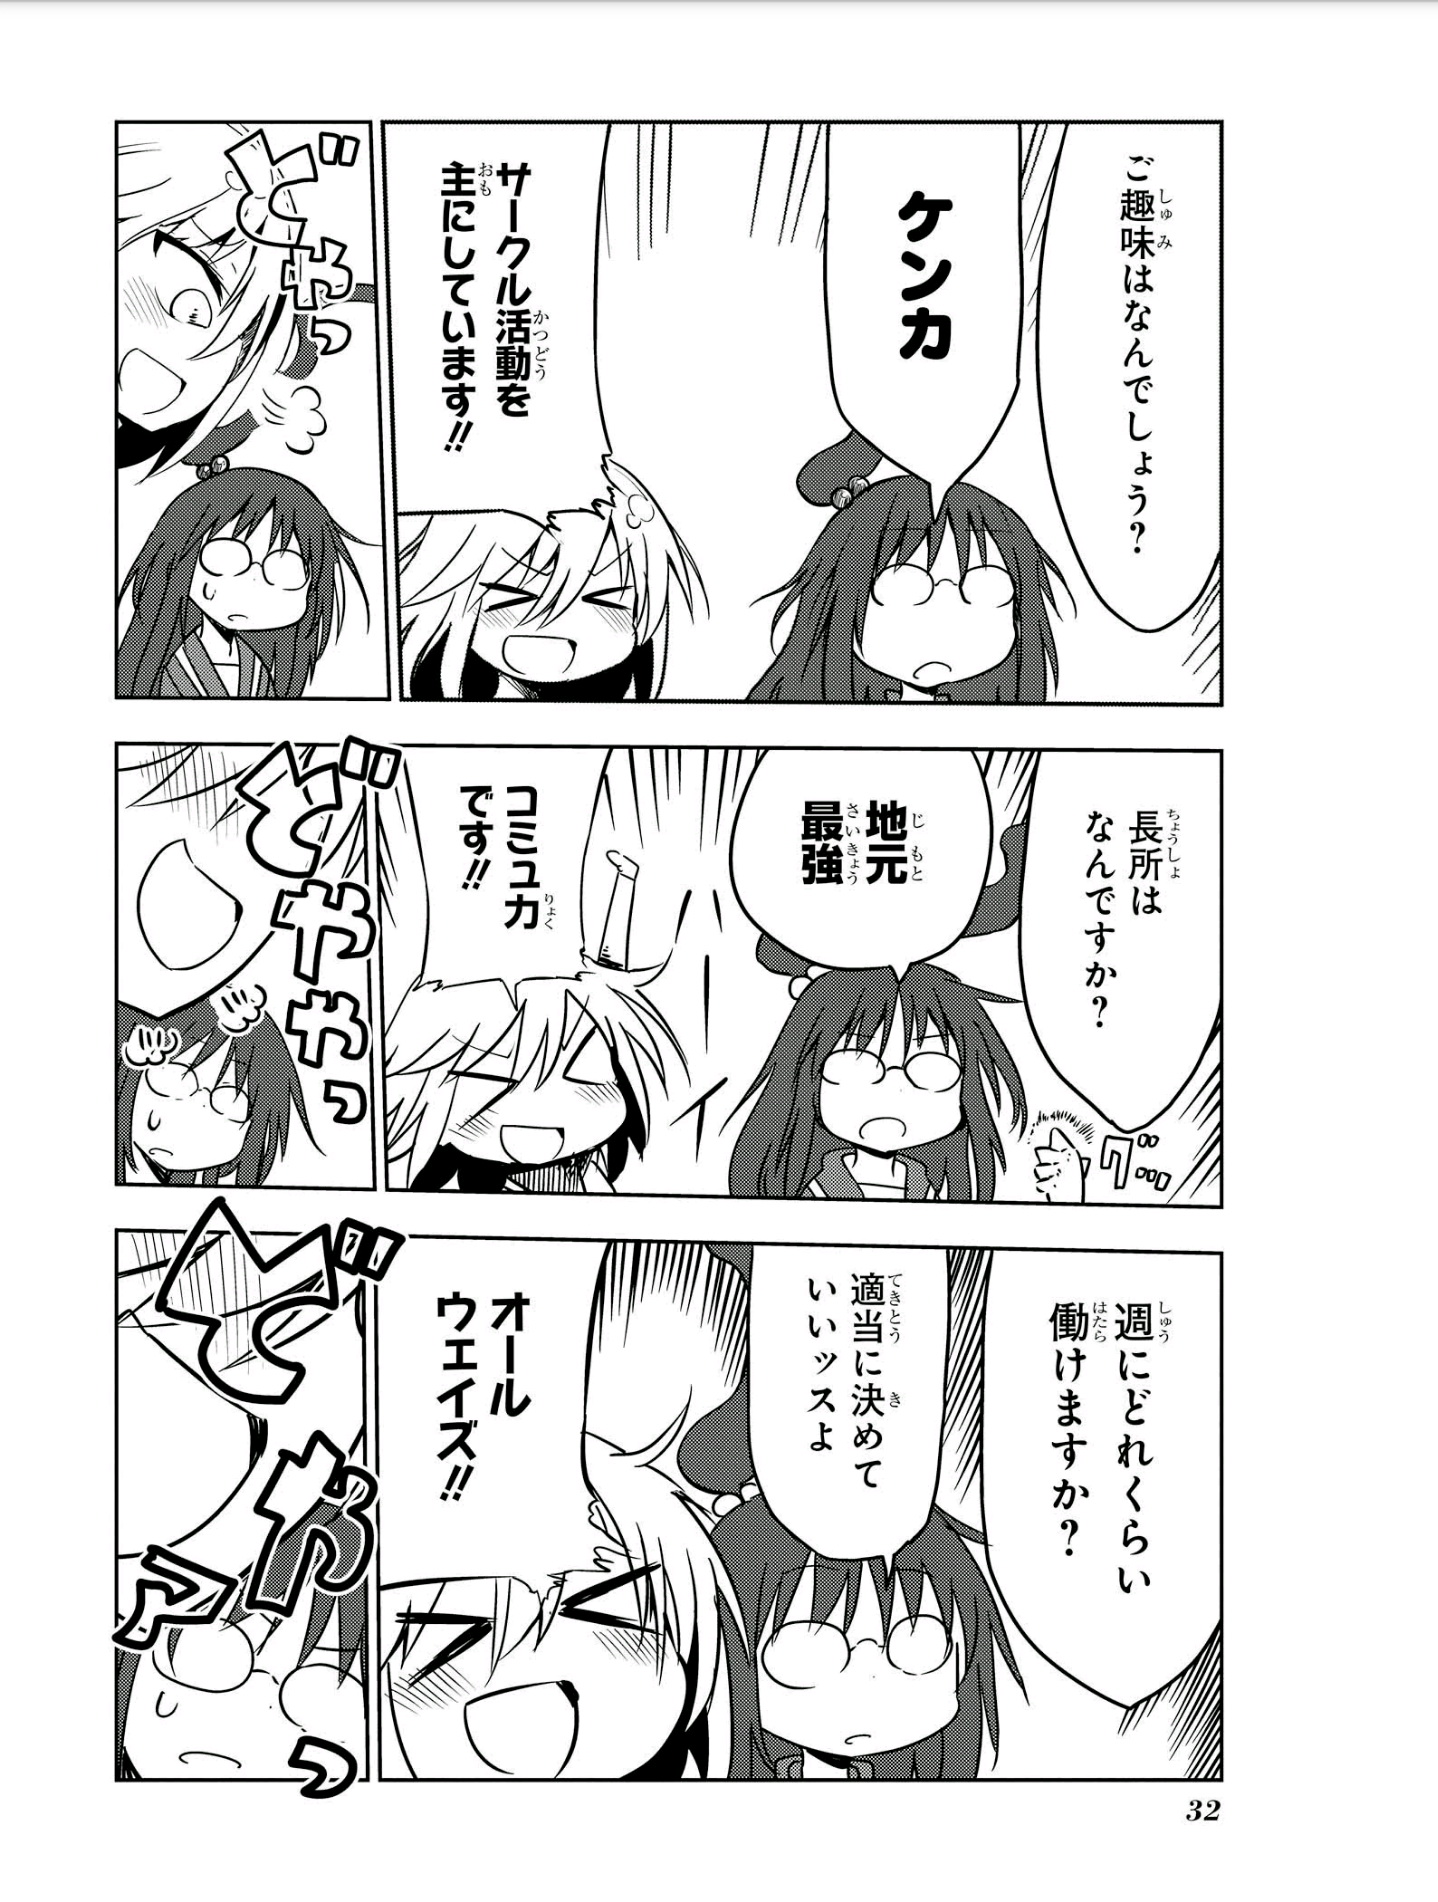 ご趣味はなんでしょう？
ケンカ
サークル活動を
主にしています!!
どやっ
長所は
なんですか？
グッ…
地元
最強
コミュ力
です!!
どややっ
週にどれくらい
働けますか？
適当に決めて
いいッスよ
オール
ウェイズ!!
どやァっ
32